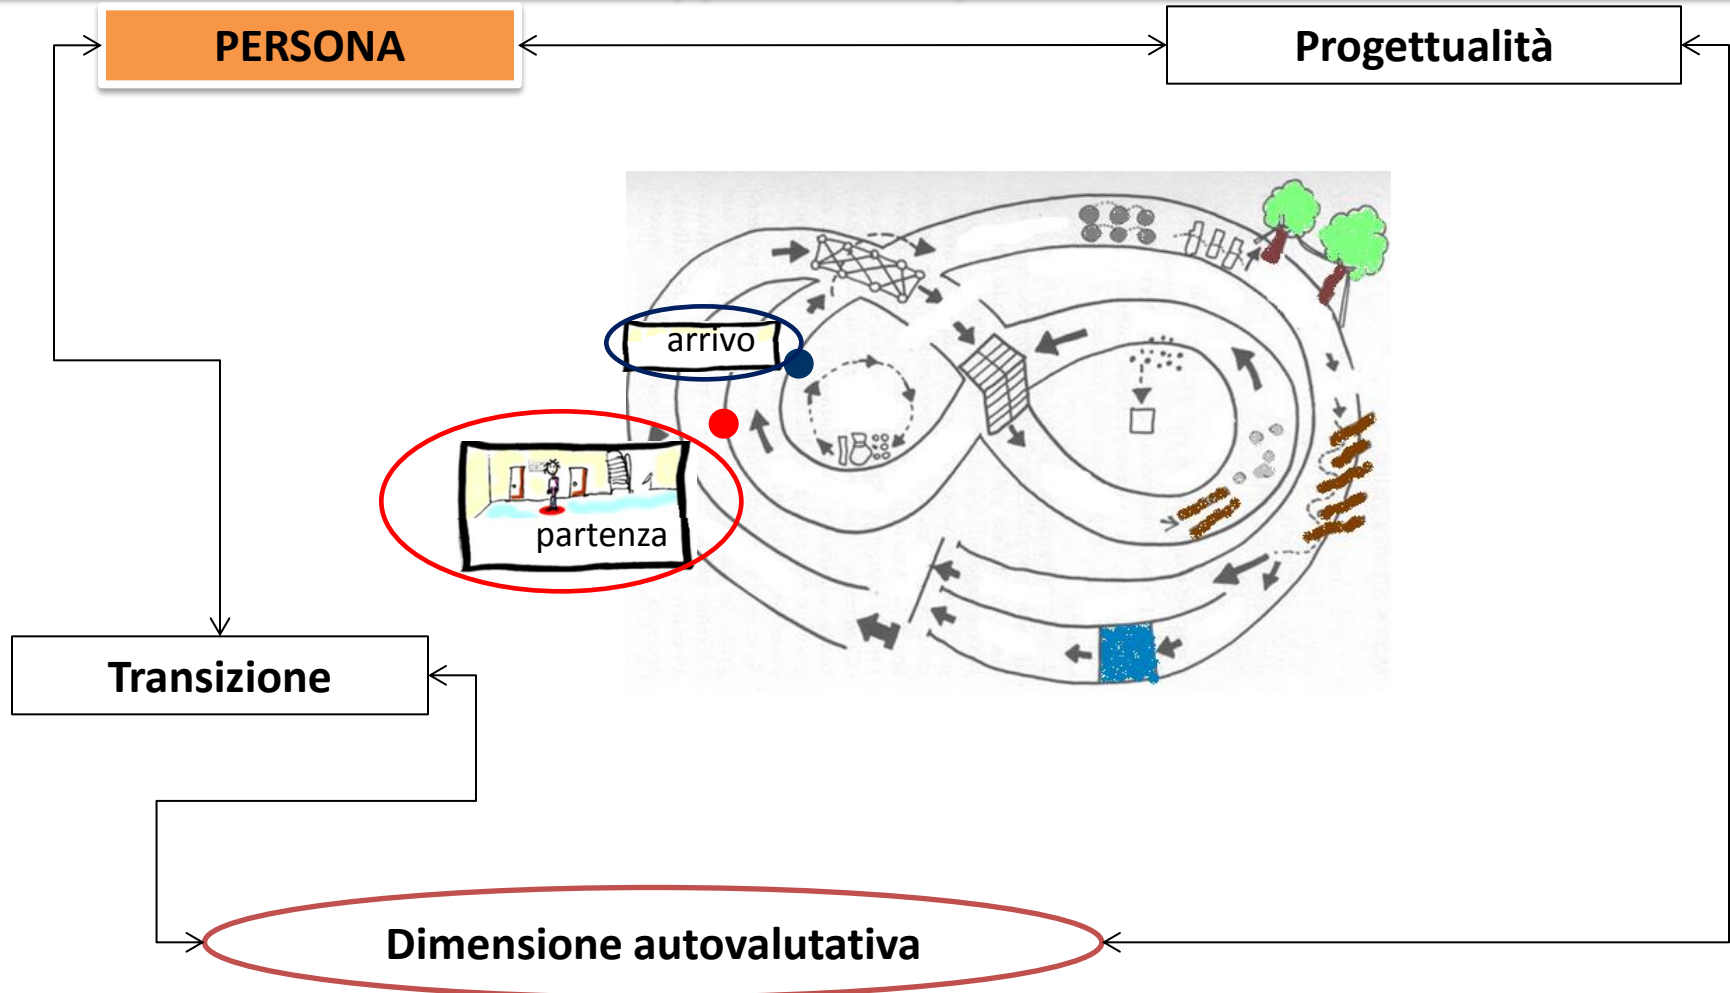 PERSONA
Progettualità
arrivo
partenza
Transizione
Dimensione autovalutativa